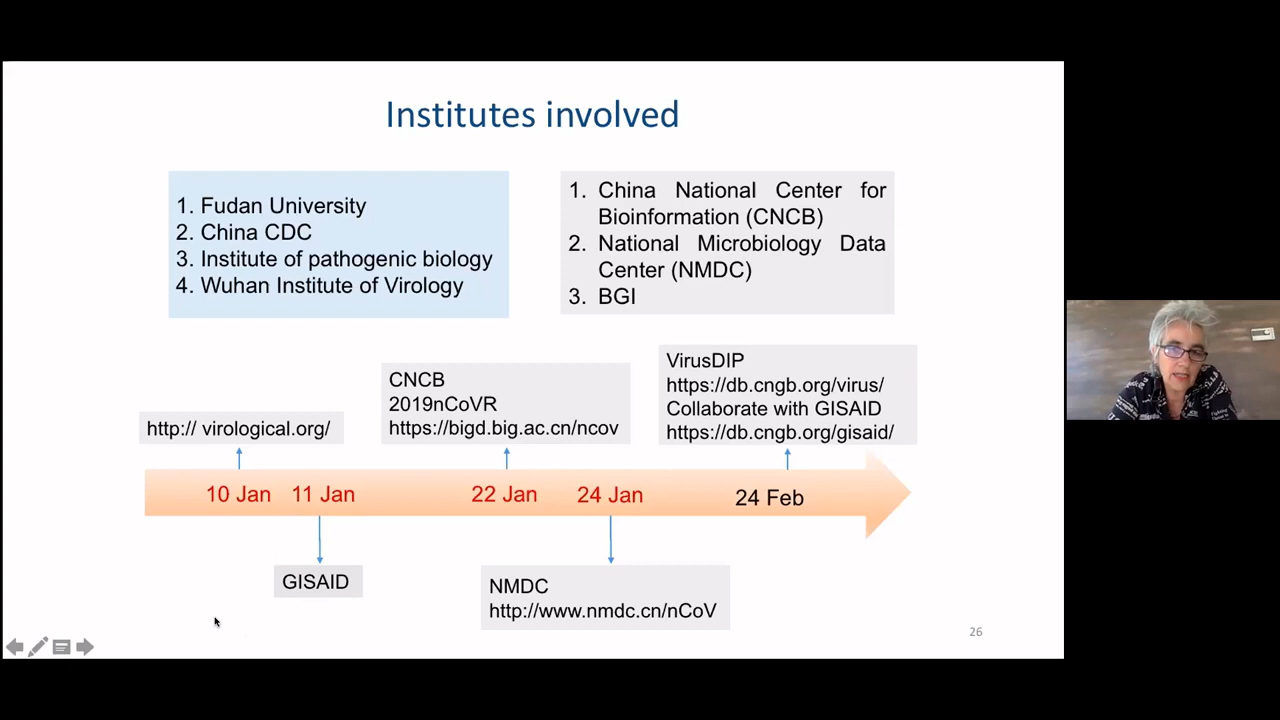 Institutes involved
1. Fudan University
2. China CDC
3. Institute of pathogenic biology
4. Wuhan Institute of Virology
1. China National Center for
Bioinformation (CNCB)
2. National Microbiology Data
Center (NMDC)
3. BGI
http:// virological.org/
CNCB
2019nCoVR
https://bigd.big.ac.cn/ncov
VirusDIP
https://db.cngb.org/virus/
Collaborate with GISAID
https://db.cngb.org/gisaid/
10 Jan 11 Jan 22 Jan 24 Jan 24 Feb
GISAID
NMDC
http://www.nmdc.cn/nCoV
26